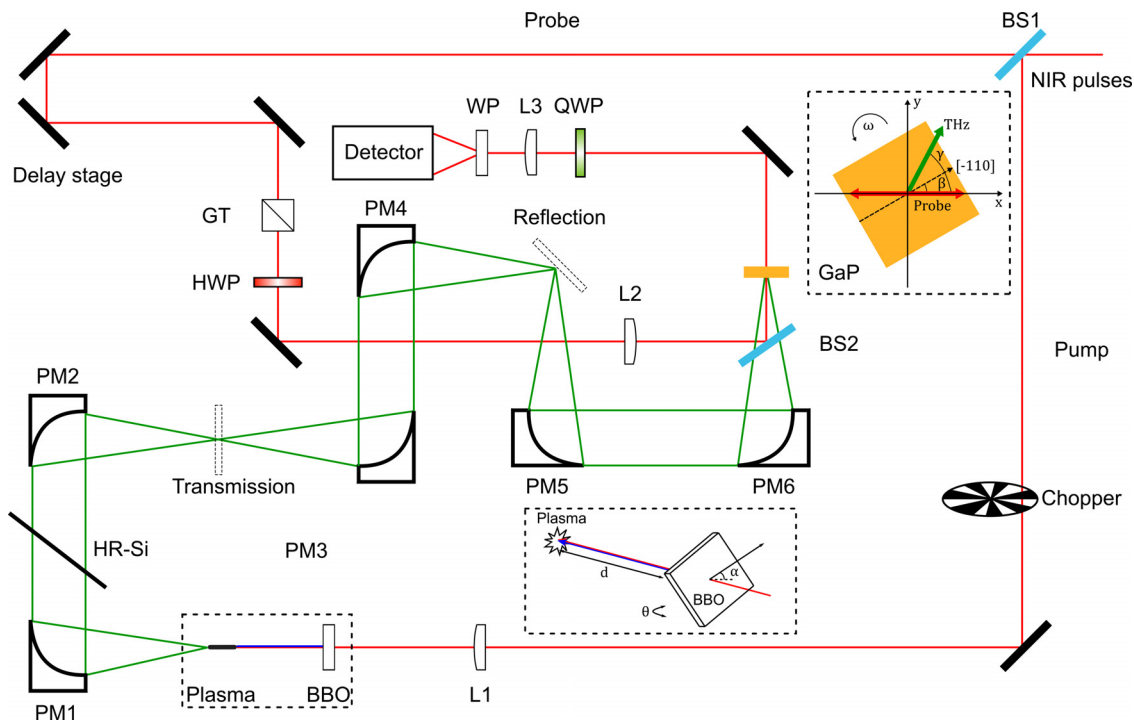 Probe
BS1
NIR pulses
WP
L3
QWP
Detector
Delay stage
y
ω
THz
γ
[-110]
β
x
Probe
GaP
GT
PM4
Reflection
HWP
L2
BS2
Pump
PM2
Transmission
PM5
PM6
Chopper
HR-Si
PM3
Plasma
d
α
BBO
θ
Plasma
BBO
L1
PM1